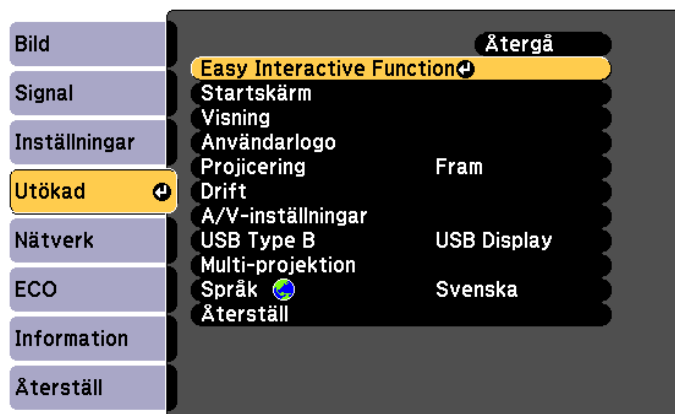 Bild
Signal
Inställningar
Utökad
Nätverk
ECO
Information
Återställ
Återgå
Easy Interactive Function
Startskärm
Visning
Användarlogo
Projicering Fram
Drift
A/V-inställningar
USB Type B USB Display
Multi-projektion
Språk Svenska
Återställ